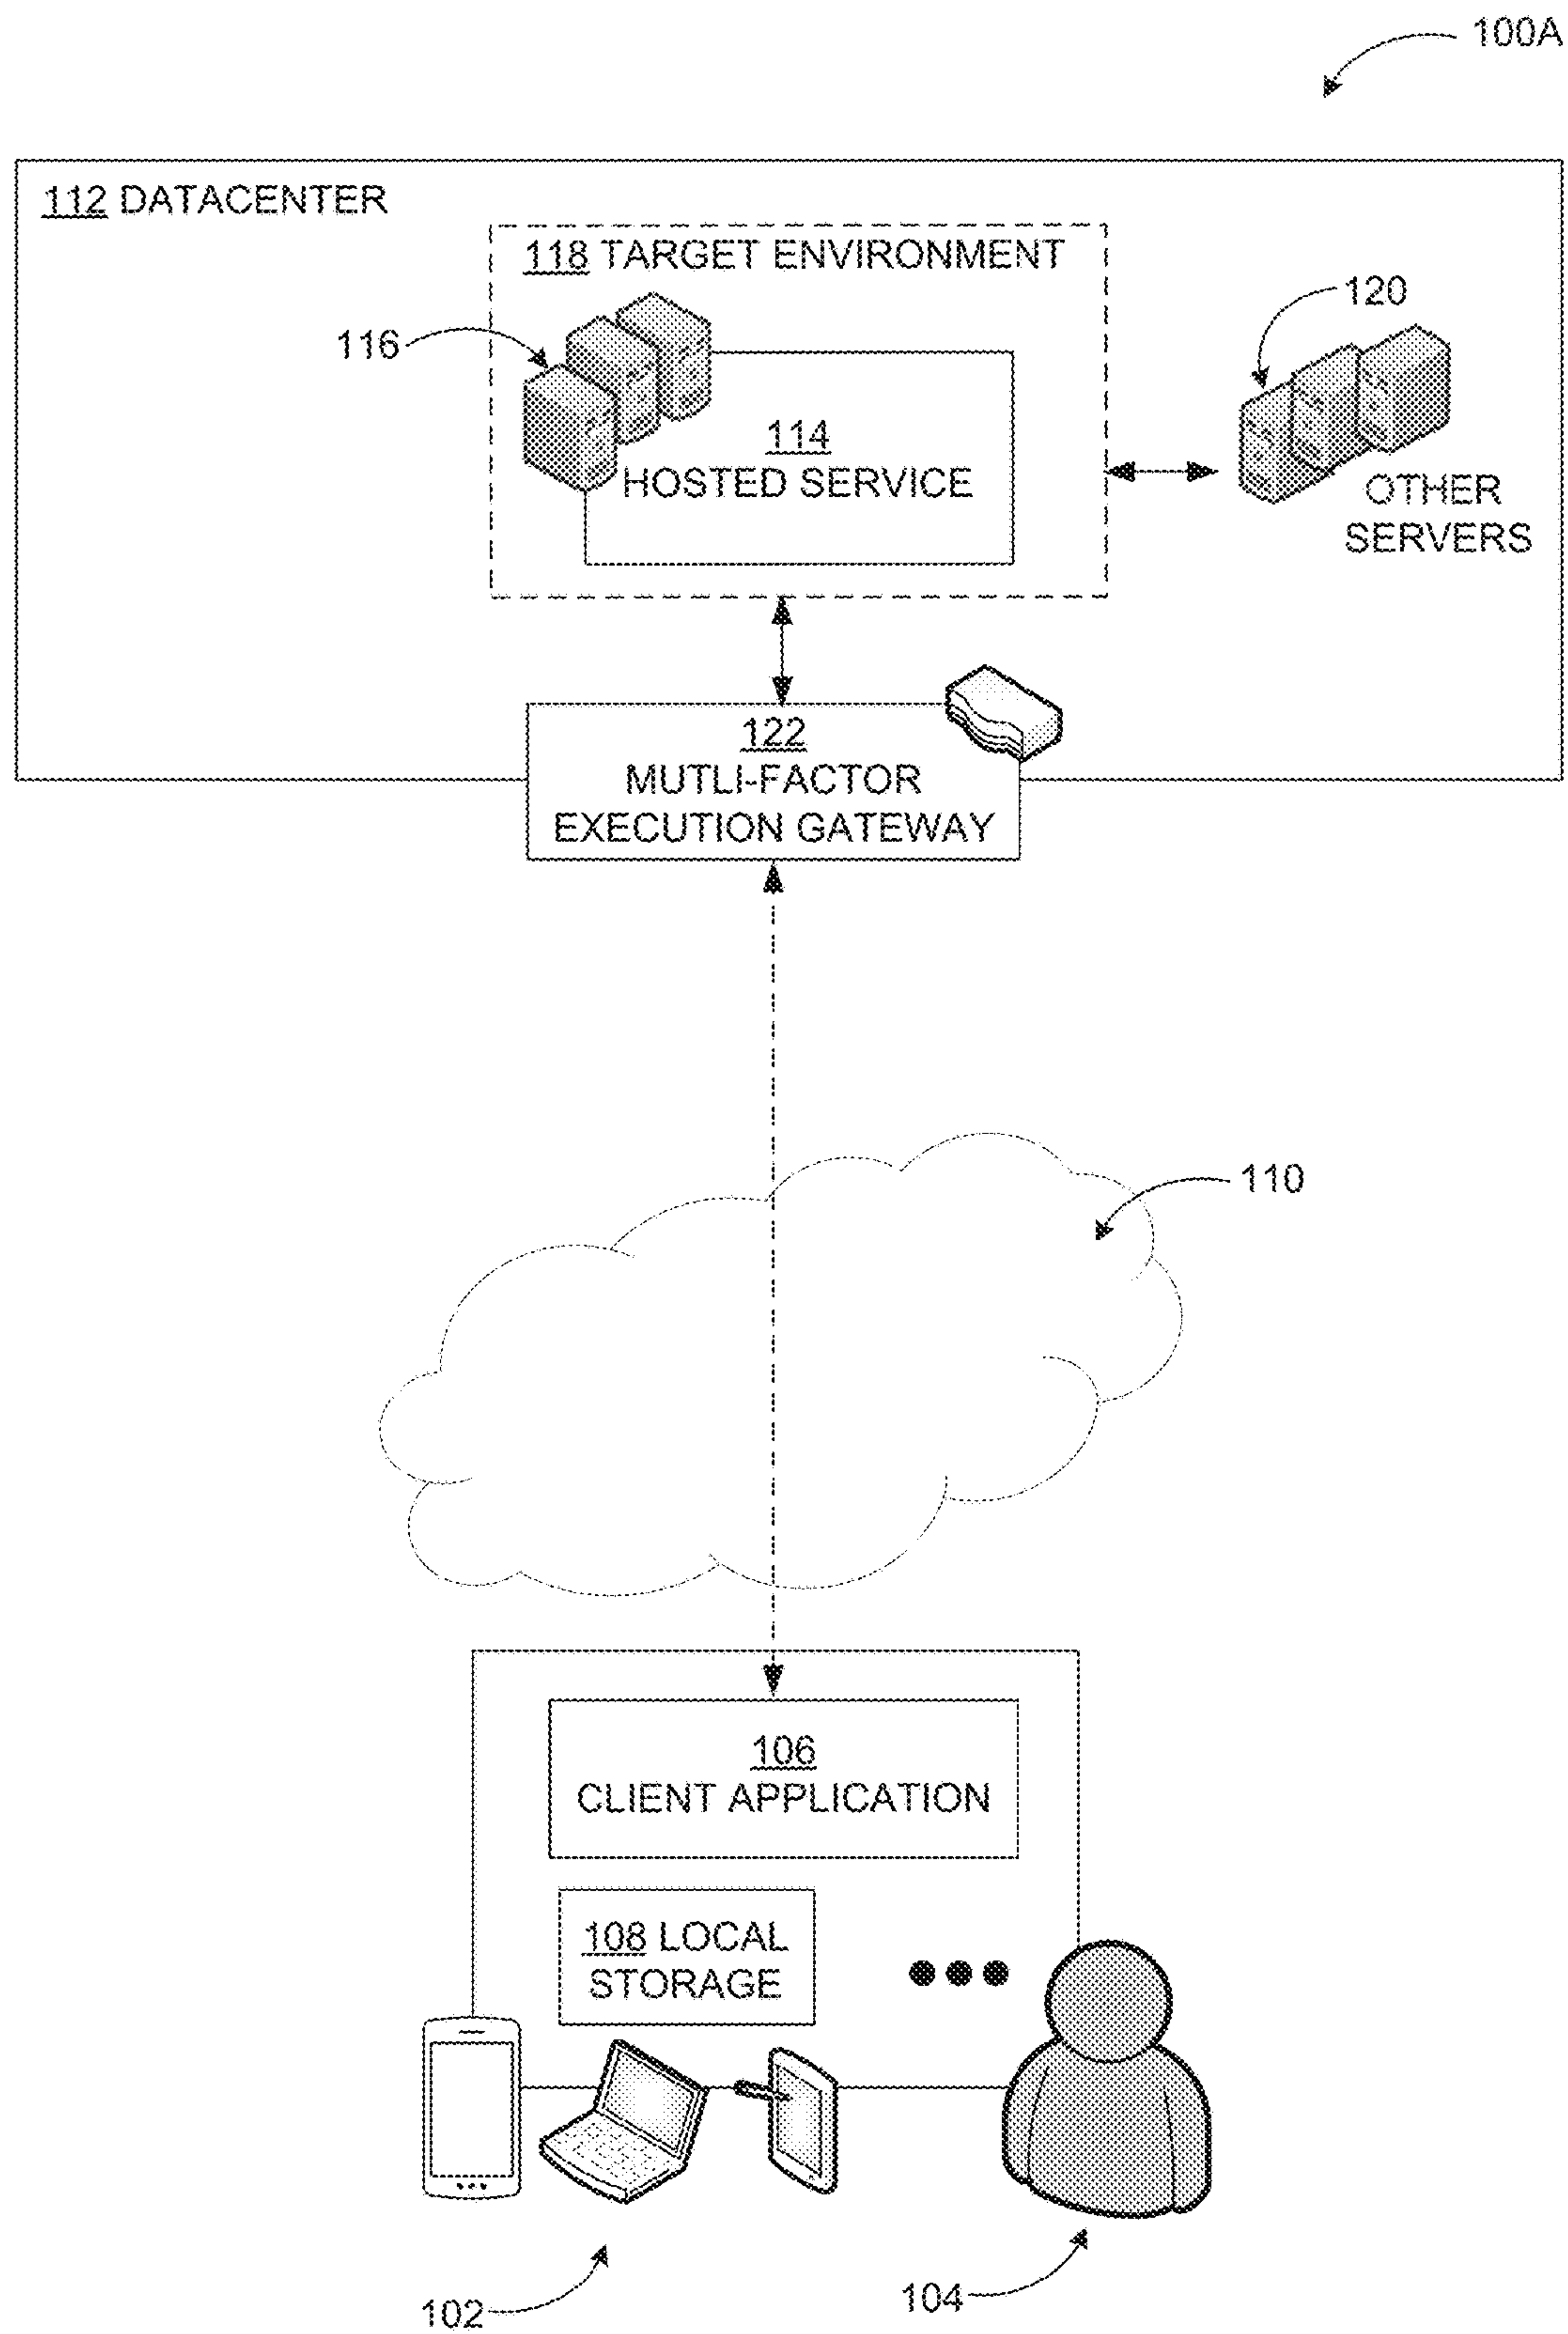 100A
112 DATACENTER
118 TARGET ENVIRONMENT
120
116
114
HOSTED SERVICE
OTHER
SERVERS
122
MUTLI-FACTOR
EXECUTION GATEWAY
110
106
CLIENT APPLICATION
108 LOCAL
STORAGE
102
104